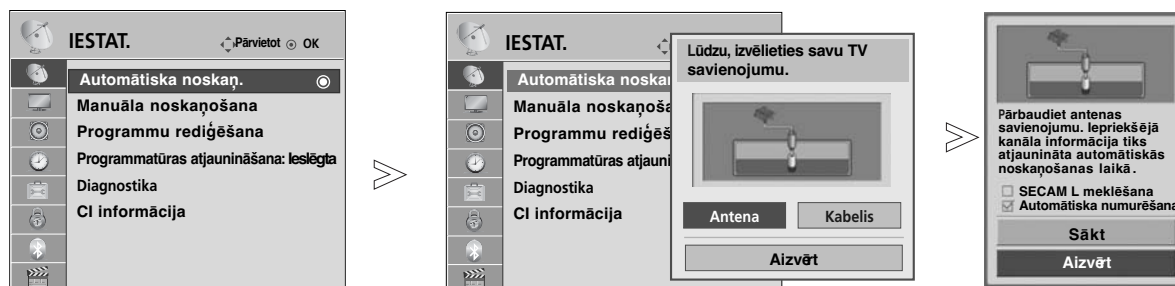 IESTAT.
Pārvietot OK
Automātiska noskaņ.
Manuāla noskaņošana
Programmu rediģēšana
Programmatūras atjaunināšana: Ieslēgta
Diagnostika
CI informācija
IESTAT.
Automātiska noskaņ
Manuāla noskaņoša
Programmu rediģēš
Programmatūras atjauni
Diagnostika
CI informācija
Lūdzu, izvēlieties savu TV
savienojumu.
Antena
Kabelis
Aizvērt
Pārbaudiet antenas
savienojumu. Iepriekšējā
kanāla informācija tiks
atjaunināta automātiskās
noskaņošanas laikā.
SECAM L meklēšana
Automātiska numurēšana
Sākt
Aizvērt